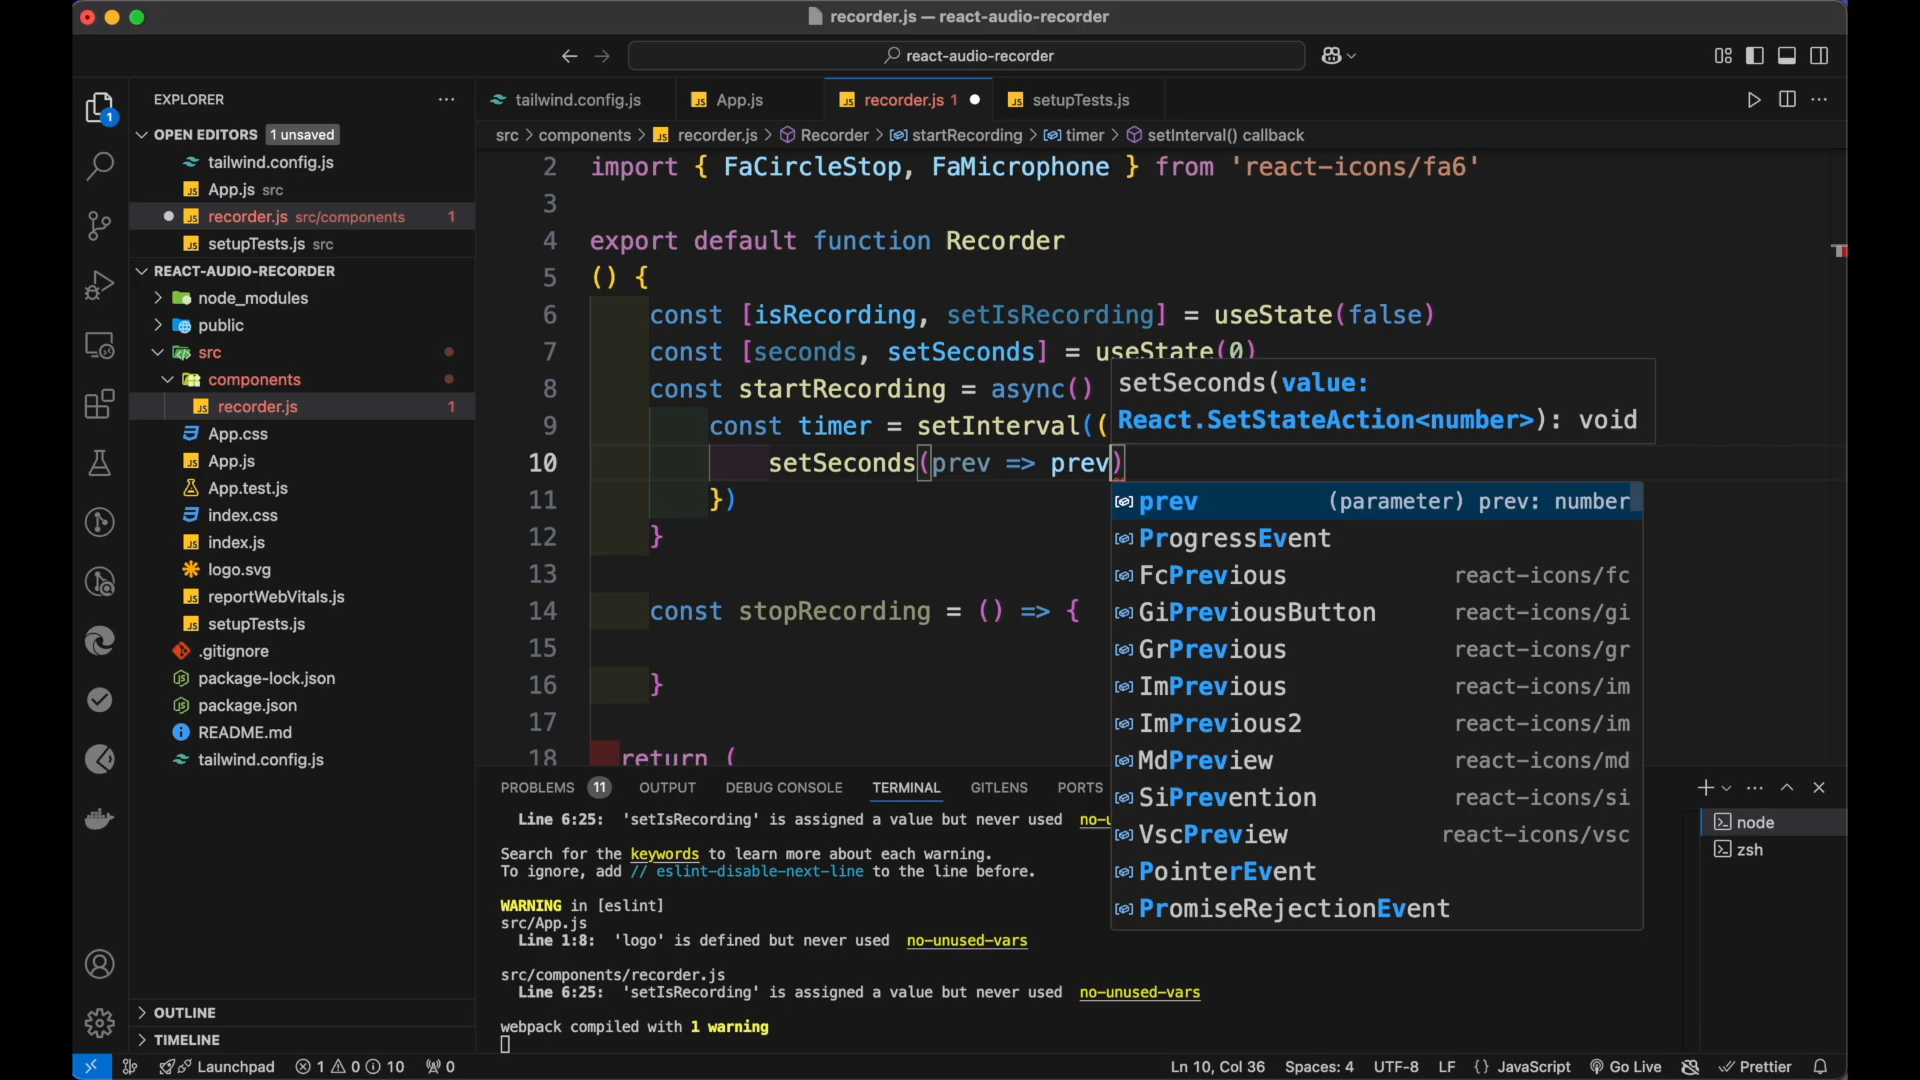 recorder.js — react-audio-recorder
react-audio-recorder
EXPLORER
OPEN EDITORS 1 unsaved
tailwind.config.js
App.js src
recorder.js src/components 1
setupTests.js src
REACT-AUDIO-RECORDER
node_modules
public
src
components
recorder.js 1
App.css
App.js
App.test.js
index.css
index.js
logo.svg
reportWebVitals.js
setupTests.js
.gitignore
package-lock.json
package.json
README.md
tailwind.config.js
OUTLINE
TIMELINE
tailwind.config.js App.js recorder.js 1 setupTests.js
src > components > recorder.js > Recorder > startRecording > timer > setInterval() callback
2 import { FaCircleStop, FaMicrophone } from 'react-icons/fa6'
3
4 export default function Recorder
5 () {
6 const [isRecording, setIsRecording] = useState(false)
7 const [seconds, setSeconds] = useState(0)
8 const startRecording = async()
9 const timer = setInterval((
10 setSeconds(prev => prev)
11 })
12 }
13
14 const stopRecording = () => {
15
16 }
17
18 return (
setSeconds(value:
React.SetStateAction<number>): void
prev (parameter) prev: number
ProgressEvent
FcPrevious react-icons/fc
GiPreviousButton react-icons/gi
GrPrevious react-icons/gr
ImPrevious react-icons/im
ImPrevious2 react-icons/im
MdPreview react-icons/md
SiPrevention react-icons/si
VscPreview react-icons/vsc
PointerEvent
PromiseRejectionEvent
PROBLEMS 11 OUTPUT DEBUG CONSOLE TERMINAL GITLENS PORTS
Line 6:25: 'setIsRecording' is assigned a value but never used no-u
Search for the keywords to learn more about each warning.
To ignore, add // eslint-disable-next-line to the line before.
WARNING in [eslint]
src/App.js
Line 1:8: 'logo' is defined but never used no-unused-vars
src/components/recorder.js
Line 6:25: 'setIsRecording' is assigned a value but never used no-unused-vars
webpack compiled with 1 warning
node
zsh
1
Launchpad 1 0 10 0 Ln 10, Col 36 Spaces: 4 UTF-8 LF {} JavaScript Go Live Prettier